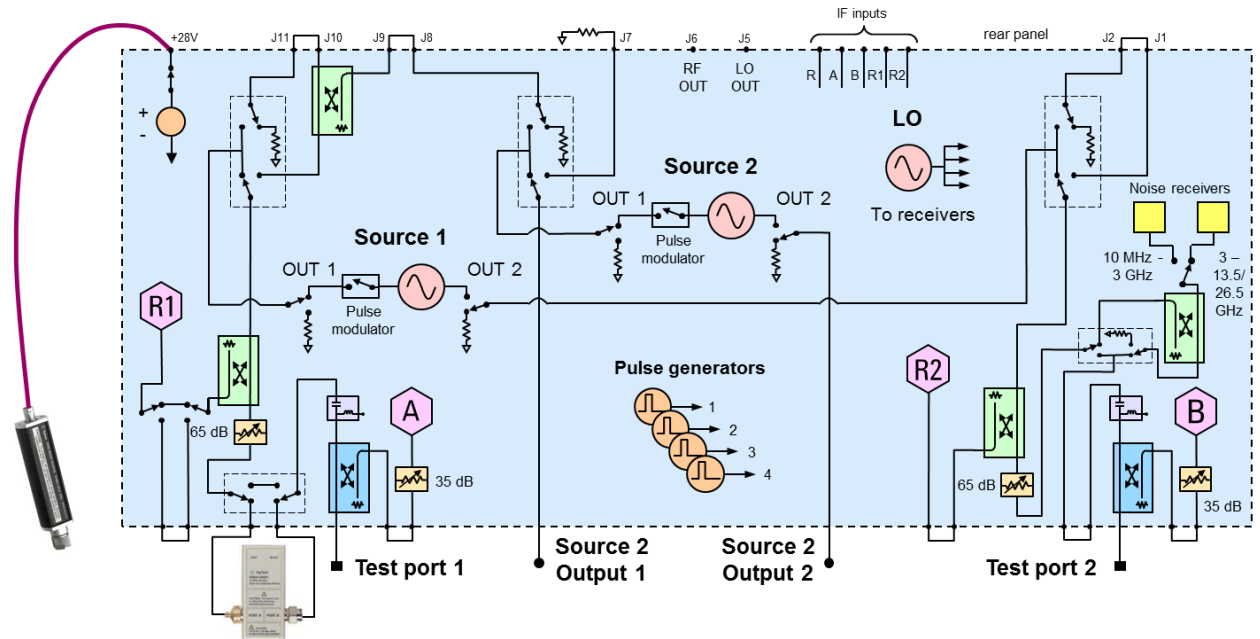 IF inputs
+28V
J11
J10
J9
J8
J7
J6
J5
rear panel
J2
J1
RF
OUT
LO
OUT
R
A
B
R1
R2
+
-
LO
Source 2
To receivers
Noise receivers
OUT 1
OUT 2
Pulse
modulator
10 MHz -
3 GHz
3 –
13.5/
26.5
GHz
Source 1
OUT 1
OUT 2
Pulse
modulator
R1
Pulse generators
1
2
3
4
R2
A
B
65 dB
35 dB
65 dB
35 dB
Test port 1
Source 2
Output 1
Source 2
Output 2
Test port 2